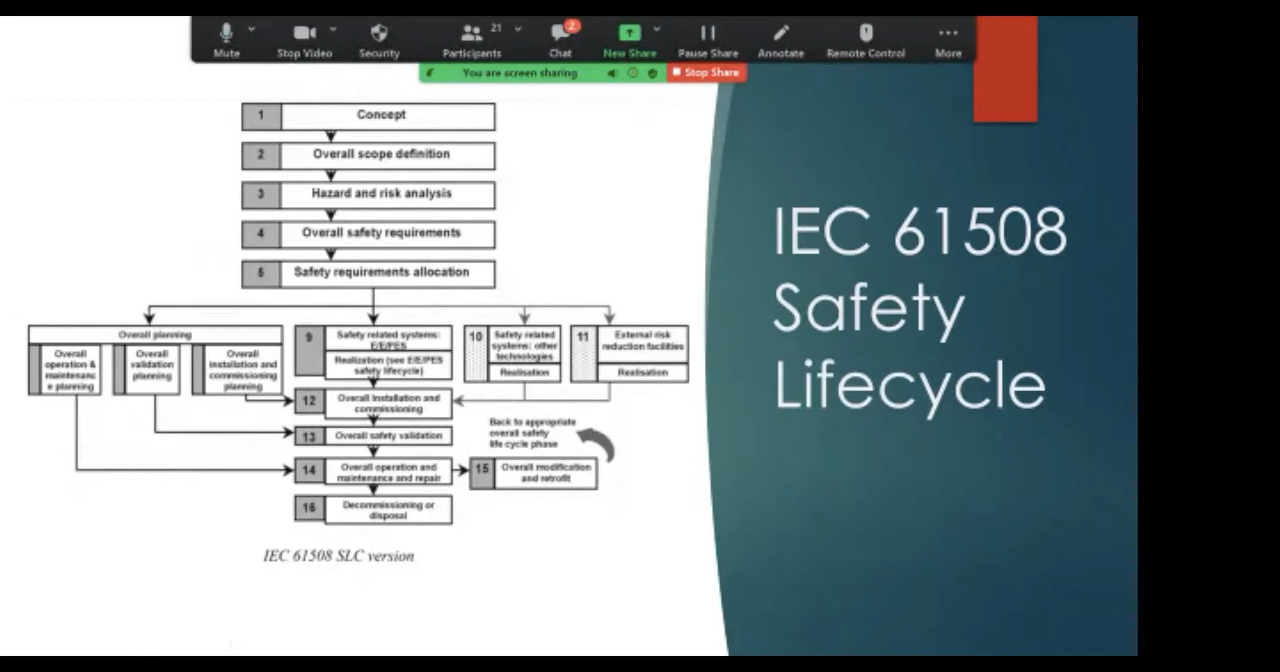 21
2
Mute
Stop Video
Security
Participants
Chat
New Share
Pause Share
Annotate
Remote Control
More
You are screen sharing
Stop Share
1
Concept
2
Overall scope definition
3
Hazard and risk analysis
4
Overall safety requirements
5
Safety requirements allocation
Overall planning
Overall
operation &
maintenanc
e planning
Overall
validation
planning
Overall
installation and
commissioning
planning
9
Safety related systems:
E/E/PES
Realization (see E/E/PES
safety lifecycle)
10
Safety related
systems: other
technologies
Realisation
11
External risk
reduction facilities
Realisation
12
Overall Installation and
commissioning
13
Overall safety validation
Back to appropriate
overall safety
life cycle phase
14
Overall operation and
maintenance and repair
15
Overall modification
and retrofit
16
Decommissioning or
disposal
IEC 61508 SLC version
IEC 61508
Safety
Lifecycle